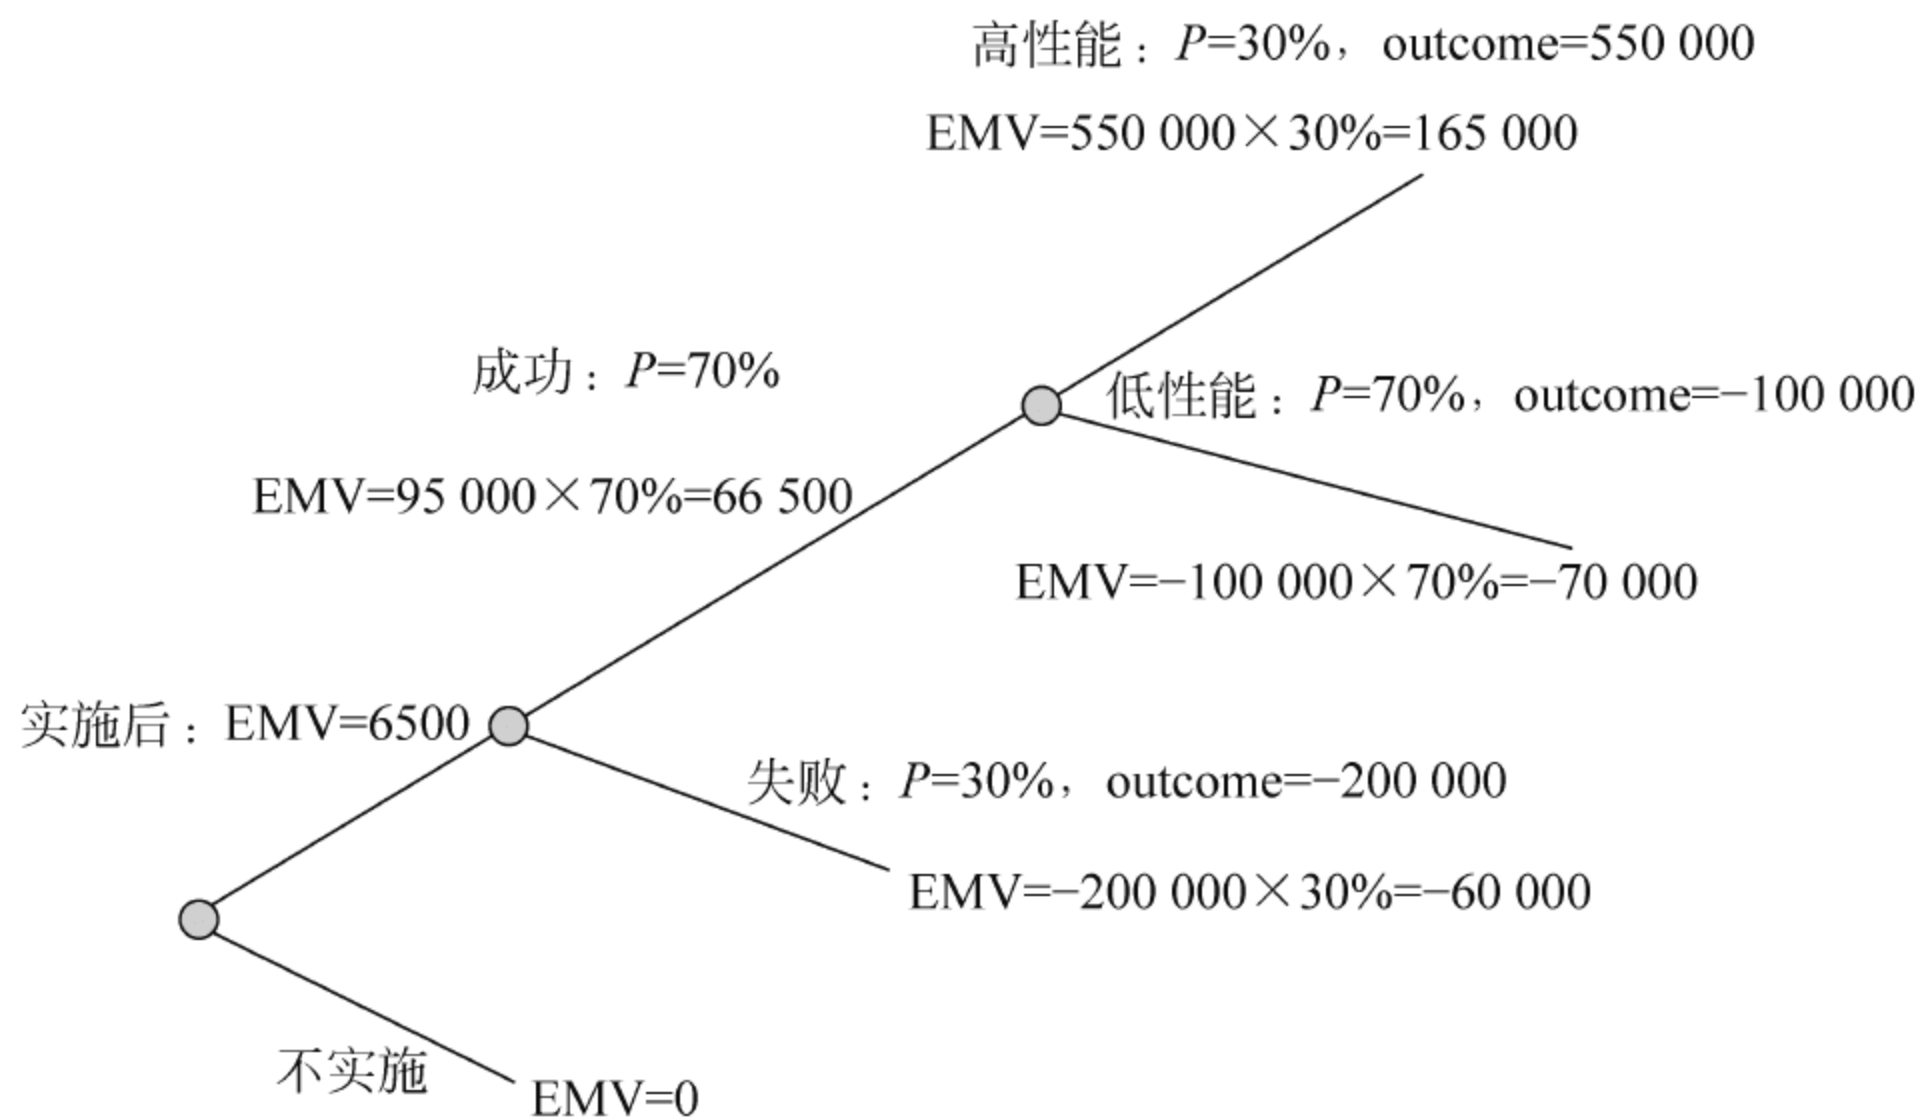 高性能：P=30%，outcome=550 000
EMV=550 000×30%=165 000
成功：P=70%
低性能：P=70%，outcome=−100 000
EMV=95 000×70%=66 500
EMV=−100 000×70%=−70 000
实施后：EMV=6500
失败：P=30%，outcome=−200 000
EMV=−200 000×30%=−60 000
不实施
EMV=0